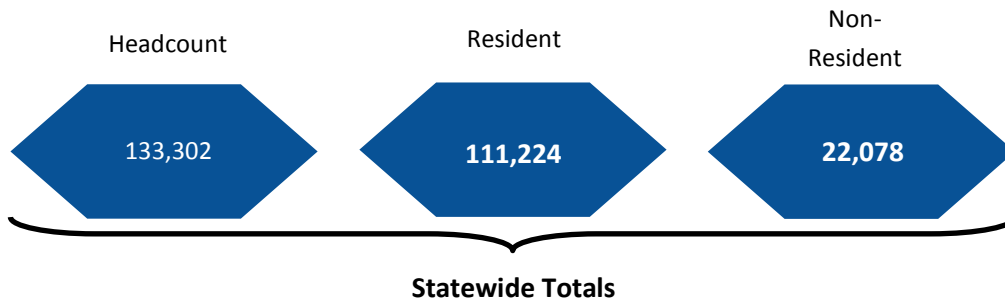 Headcount
Resident
Non-
Resident
133,302
111,224
22,078
Statewide Totals